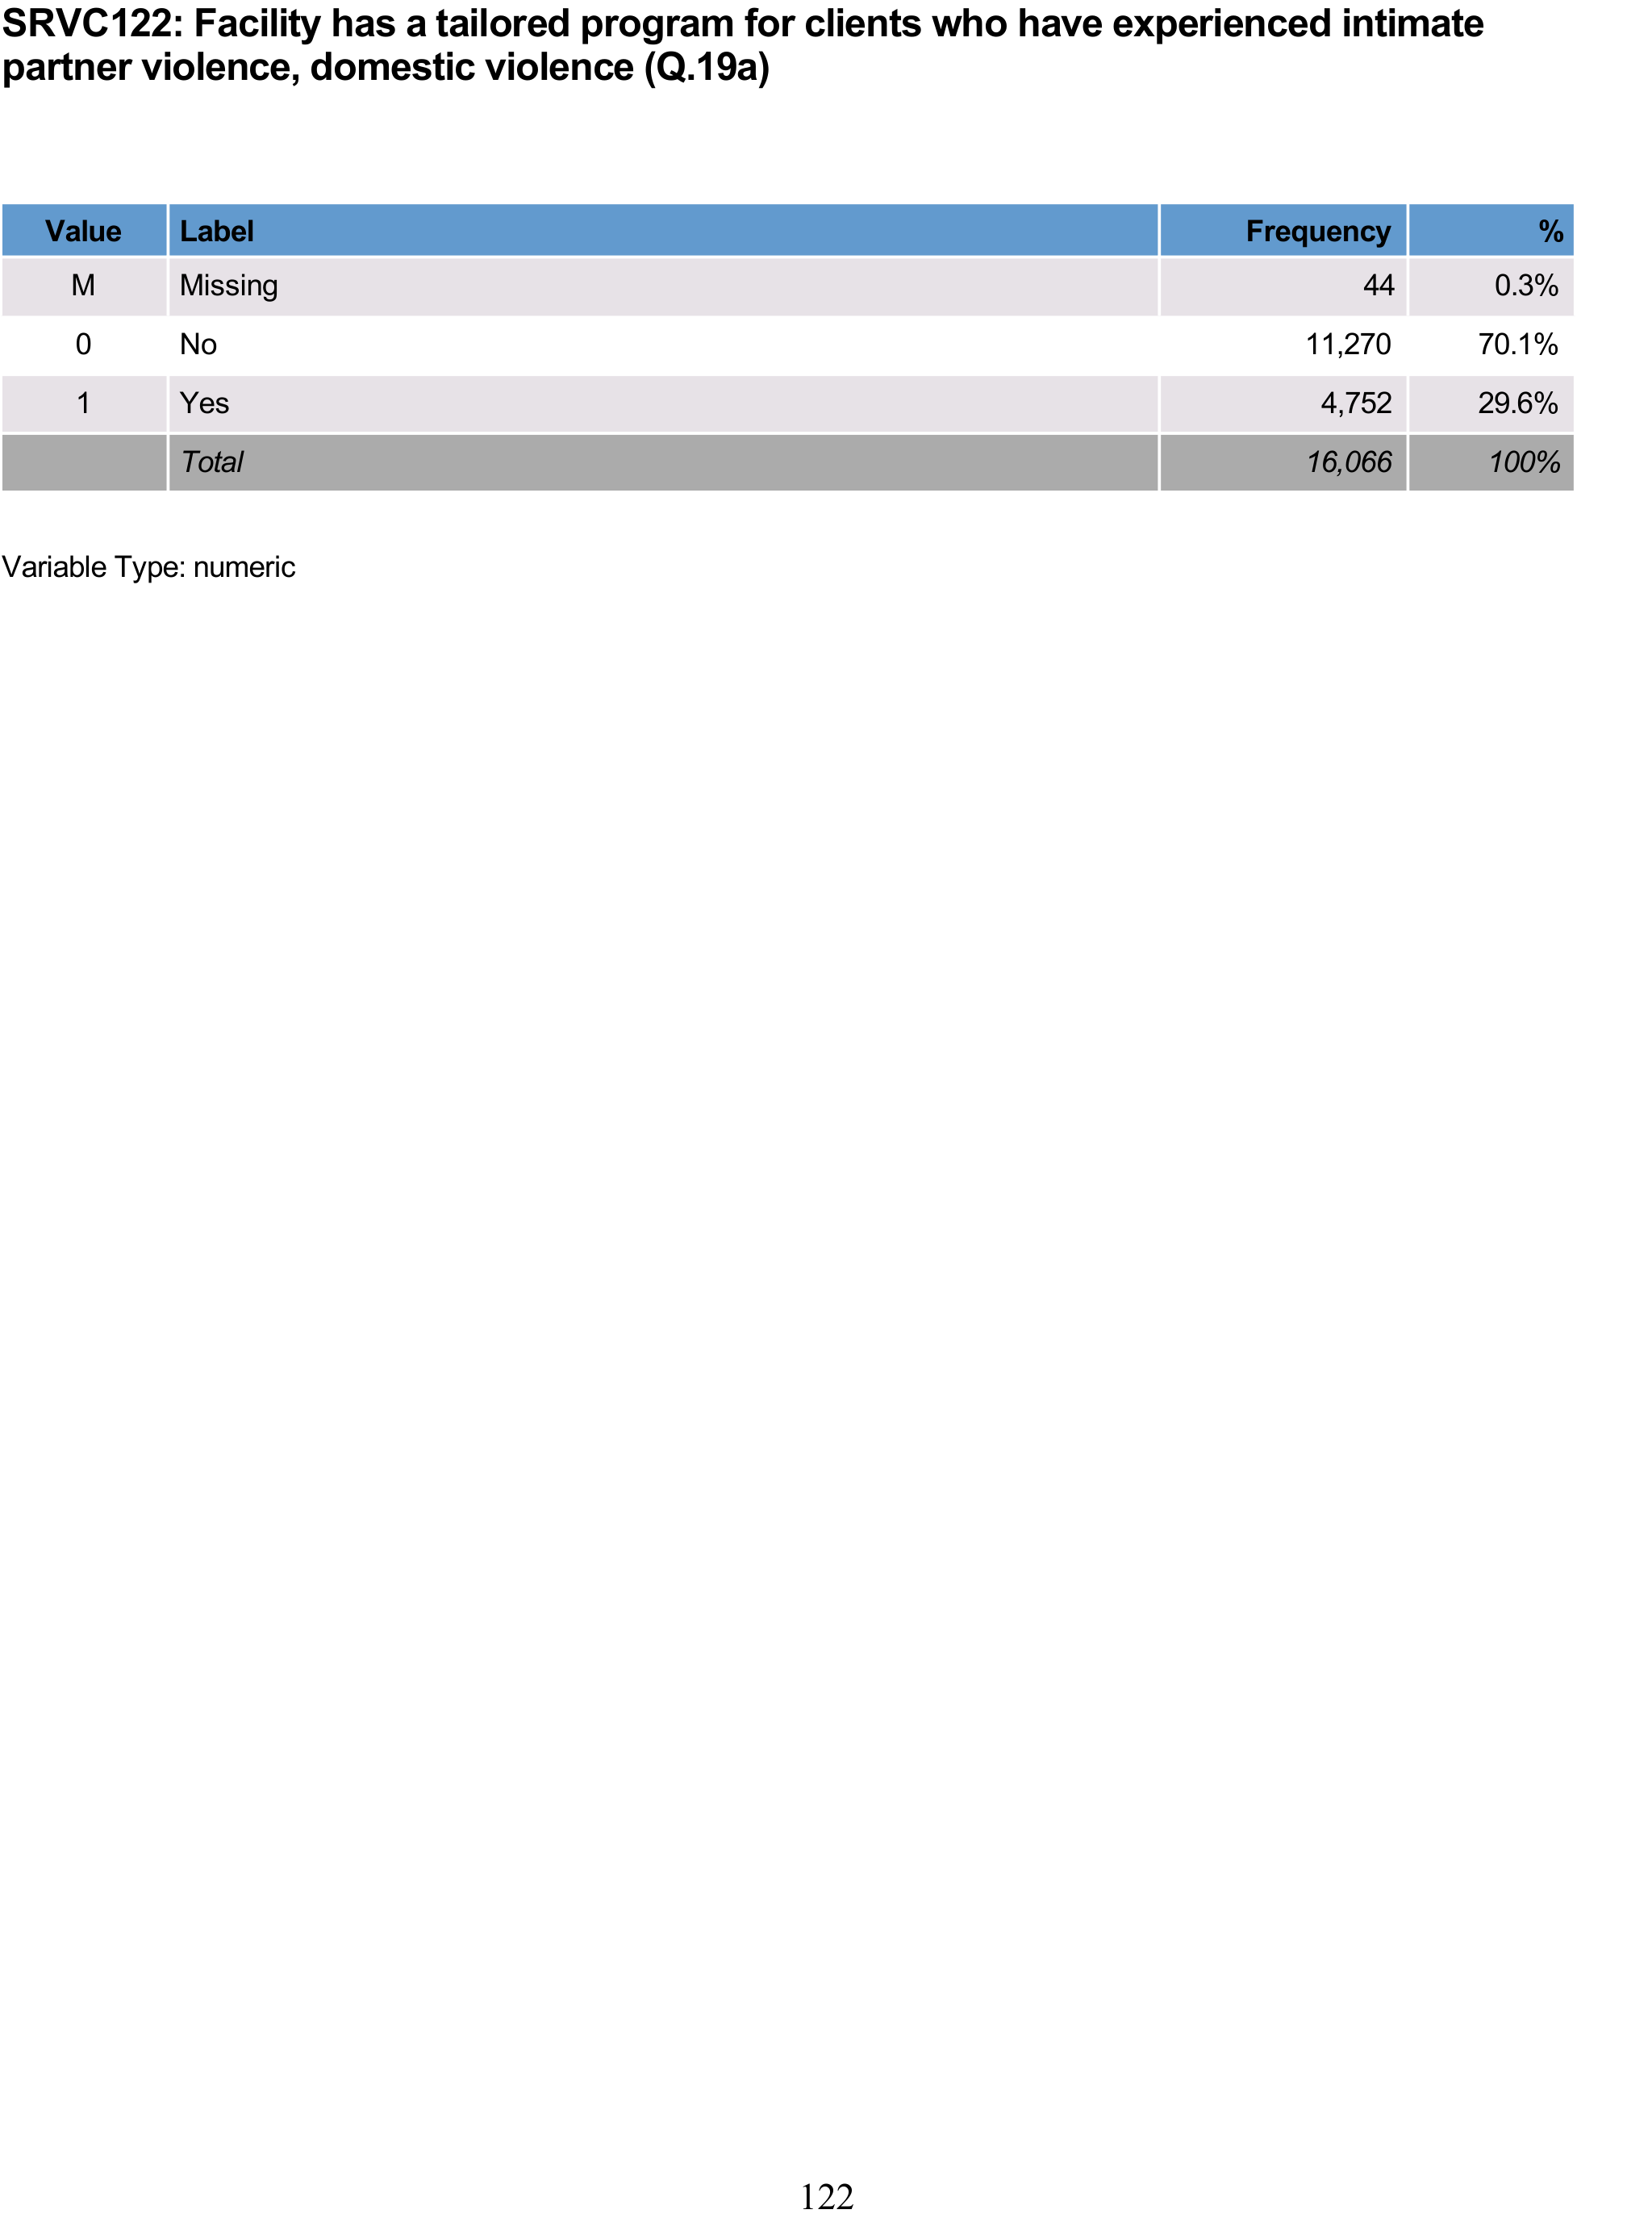 SRVC122: Facility has a tailored program for clients who have experienced intimate
partner violence, domestic violence (Q.19a)
Value Label Frequency %
M Missing 44 0.3%
0 No 11,270 70.1%
1 Yes 4,752 29.6%
Total 16,066 100%
Variable Type: numeric
122